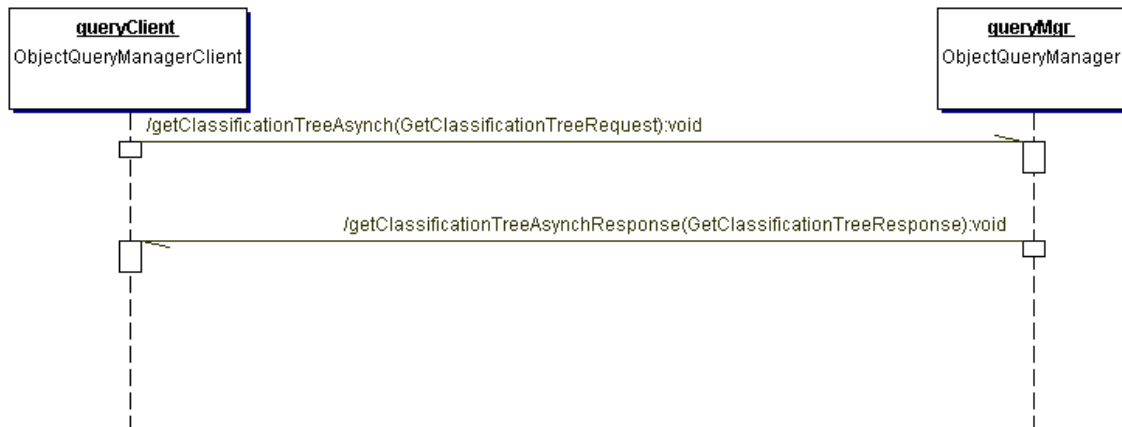 queryClient
ObjectQueryManagerClient
queryMgr
ObjectQueryManager
/getClassificationTreeAsynch(GetClassificationTreeRequest):void
/getClassificationTreeAsynchResponse(GetClassificationTreeResponse):void